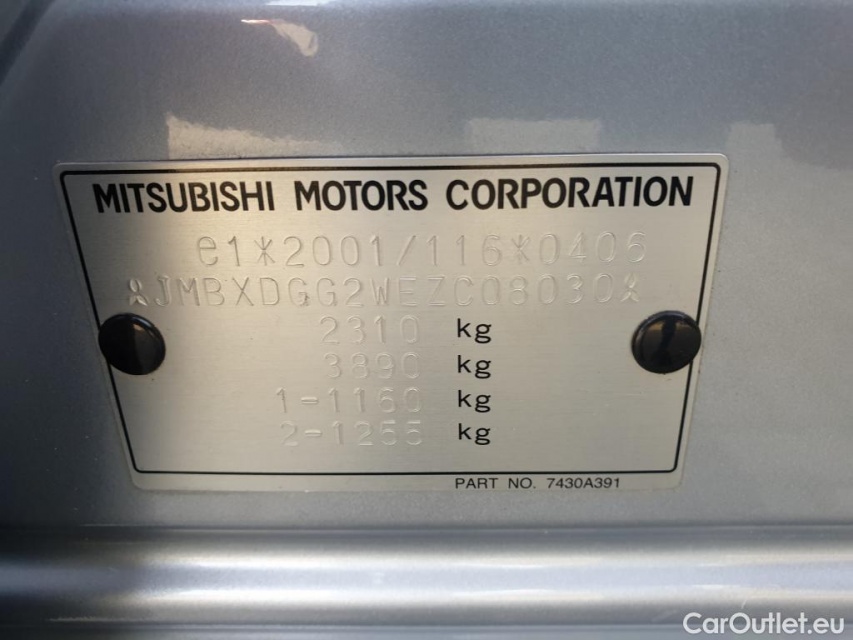 MITSUBISHI MOTORS CORPORATION
e1*2001/116*0406
*JMBXDGG2WEZC08030*
2310 kg
3890 kg
1-1160 kg
2-1255 kg
PART NO. 7430A391
CarOutlet.eu